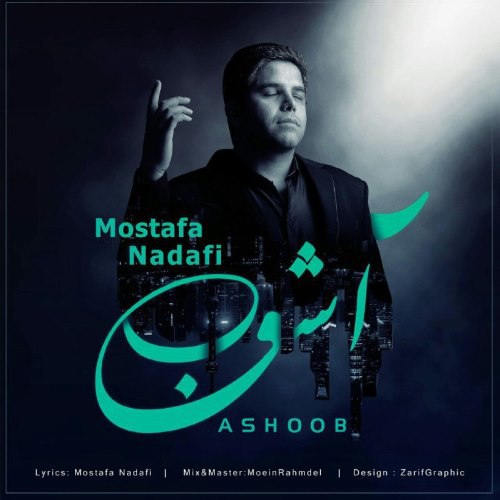 Mostafa
Nadafi
آشوب
ASHOOB
Lyrics: Mostafa Nadafi | Mix&Master:MoeinRahmdel | Design : ZarifGraphic